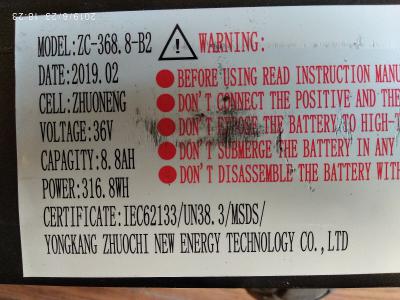 2019/6/23 18:23
MODEL:ZC-368.8-B2
WARNING:
DATE:2019.02
BEFORE USING READ INSTRUCTION MANU
CELL:ZHUONENG
DON'T CONNECT THE POSITIVE AND THE
VOLTAGE:36V
DON'T EXPOSE THE BATTERY TO HIGH-T
CAPACITY:8.8AH
DON'T SUBMERGE THE BATTERY IN ANY
POWER:316.8WH
DON'T DISASSEMBLE THE BATTERY WITH
CERTIFICATE:IEC62133/UN38.3/MSDS/
YONGKANG ZHUOCHI NEW ENERGY TECHNOLOGY CO.,LTD